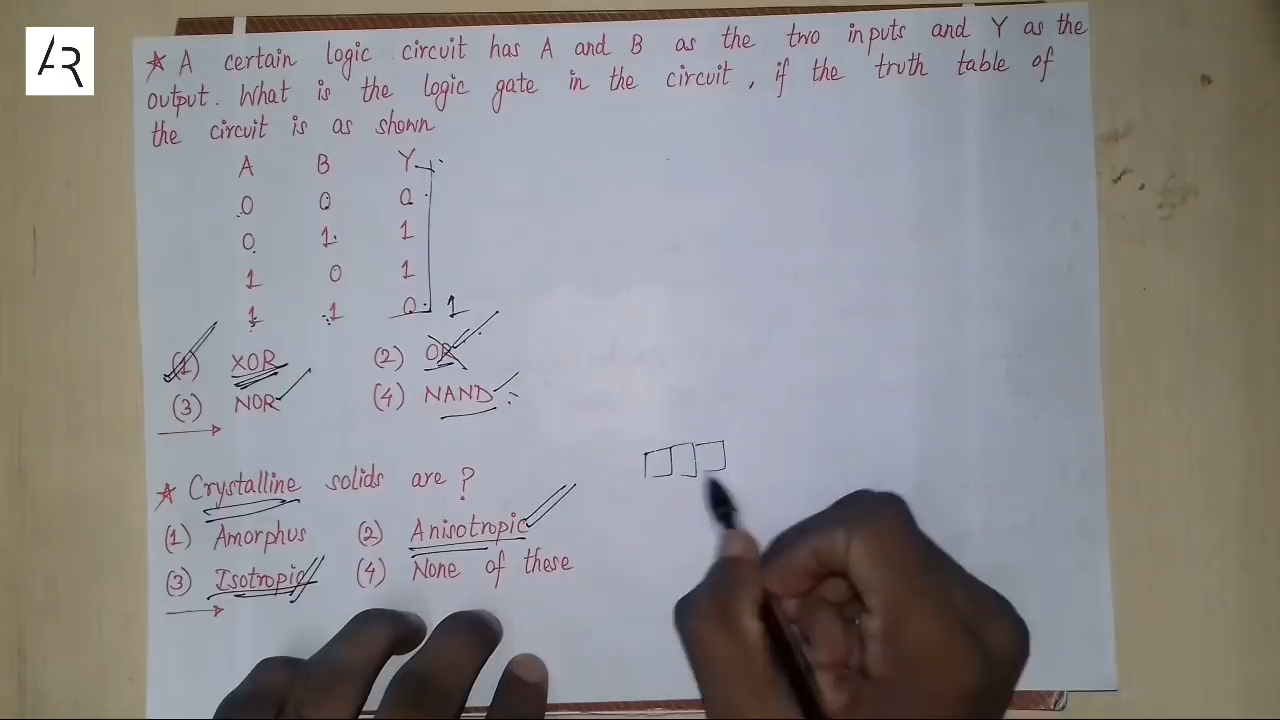 AR
★ A certain logic circuit has A and B as the two inputs and Y as the
output. What is the logic gate in the circuit, if the truth table of
the circuit is as shown
A B Y
0 0 0
0 1 1
1 0 1
1 1 0 1
(1) XOR (2) OR
(3) NOR (4) NAND
★ Crystalline solids are ?
(1) Amorphus (2) Anisotropic
(3) Isotropic (4) None of these